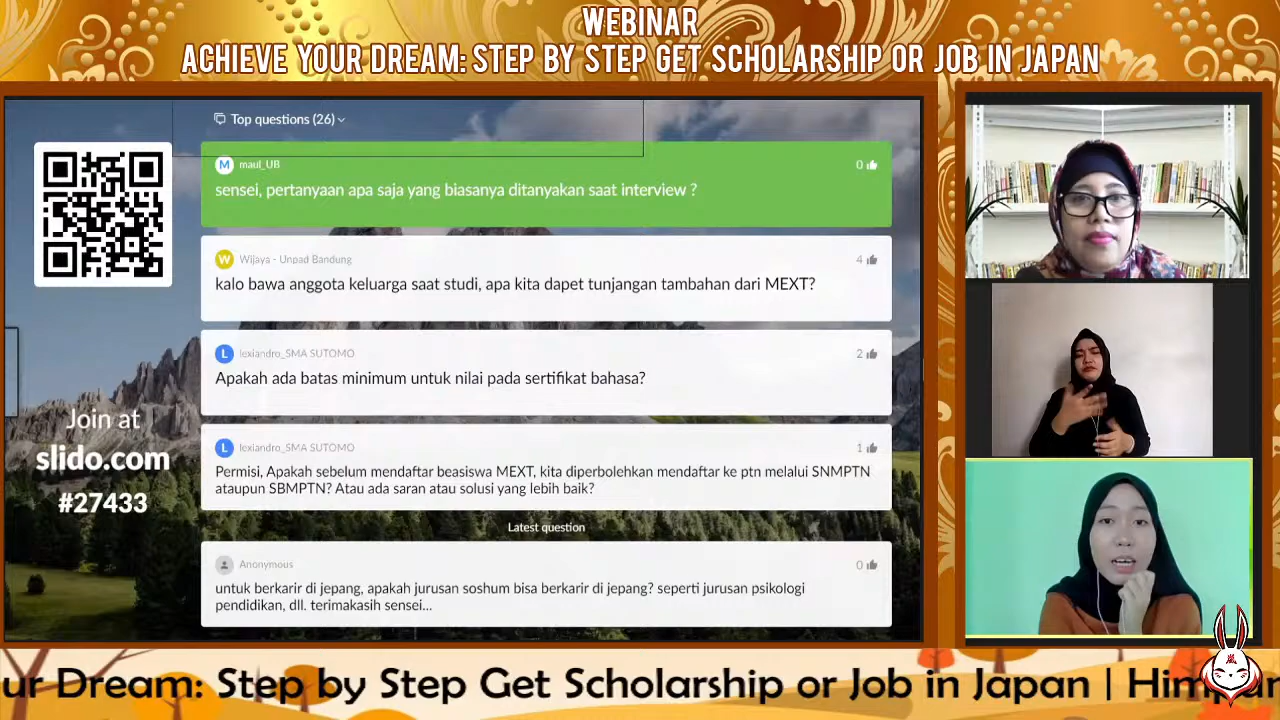 WEBINAR
ACHIEVE YOUR DREAM: STEP BY STEP GET SCHOLARSHIP OR JOB IN JAPAN
Top questions (26)
M maul_UB 0
sensei, pertanyaan apa saja yang biasanya ditanyakan saat interview ?
W Wijaya - Unpad Bandung 4
kalo bawa anggota keluarga saat studi, apa kita dapet tunjangan tambahan dari MEXT?
L lexiandro_SMA SUTOMO 2
Apakah ada batas minimum untuk nilai pada sertifikat bahasa?
L lexiandro_SMA SUTOMO 1
Permisi, Apakah sebelum mendaftar beasiswa MEXT, kita diperbolehkan mendaftar ke ptn melalui SNMPTN
ataupun SBMPTN? Atau ada saran atau solusi yang lebih baik?
Latest question
Anonymous 0
untuk berkarir di jepang, apakah jurusan soshum bisa berkarir di jepang? seperti jurusan psikologi
pendidikan, dll. terimakasih sensei...
Join at
slido.com
#27433
ur Dream: Step by Step Get Scholarship or Job in Japan |